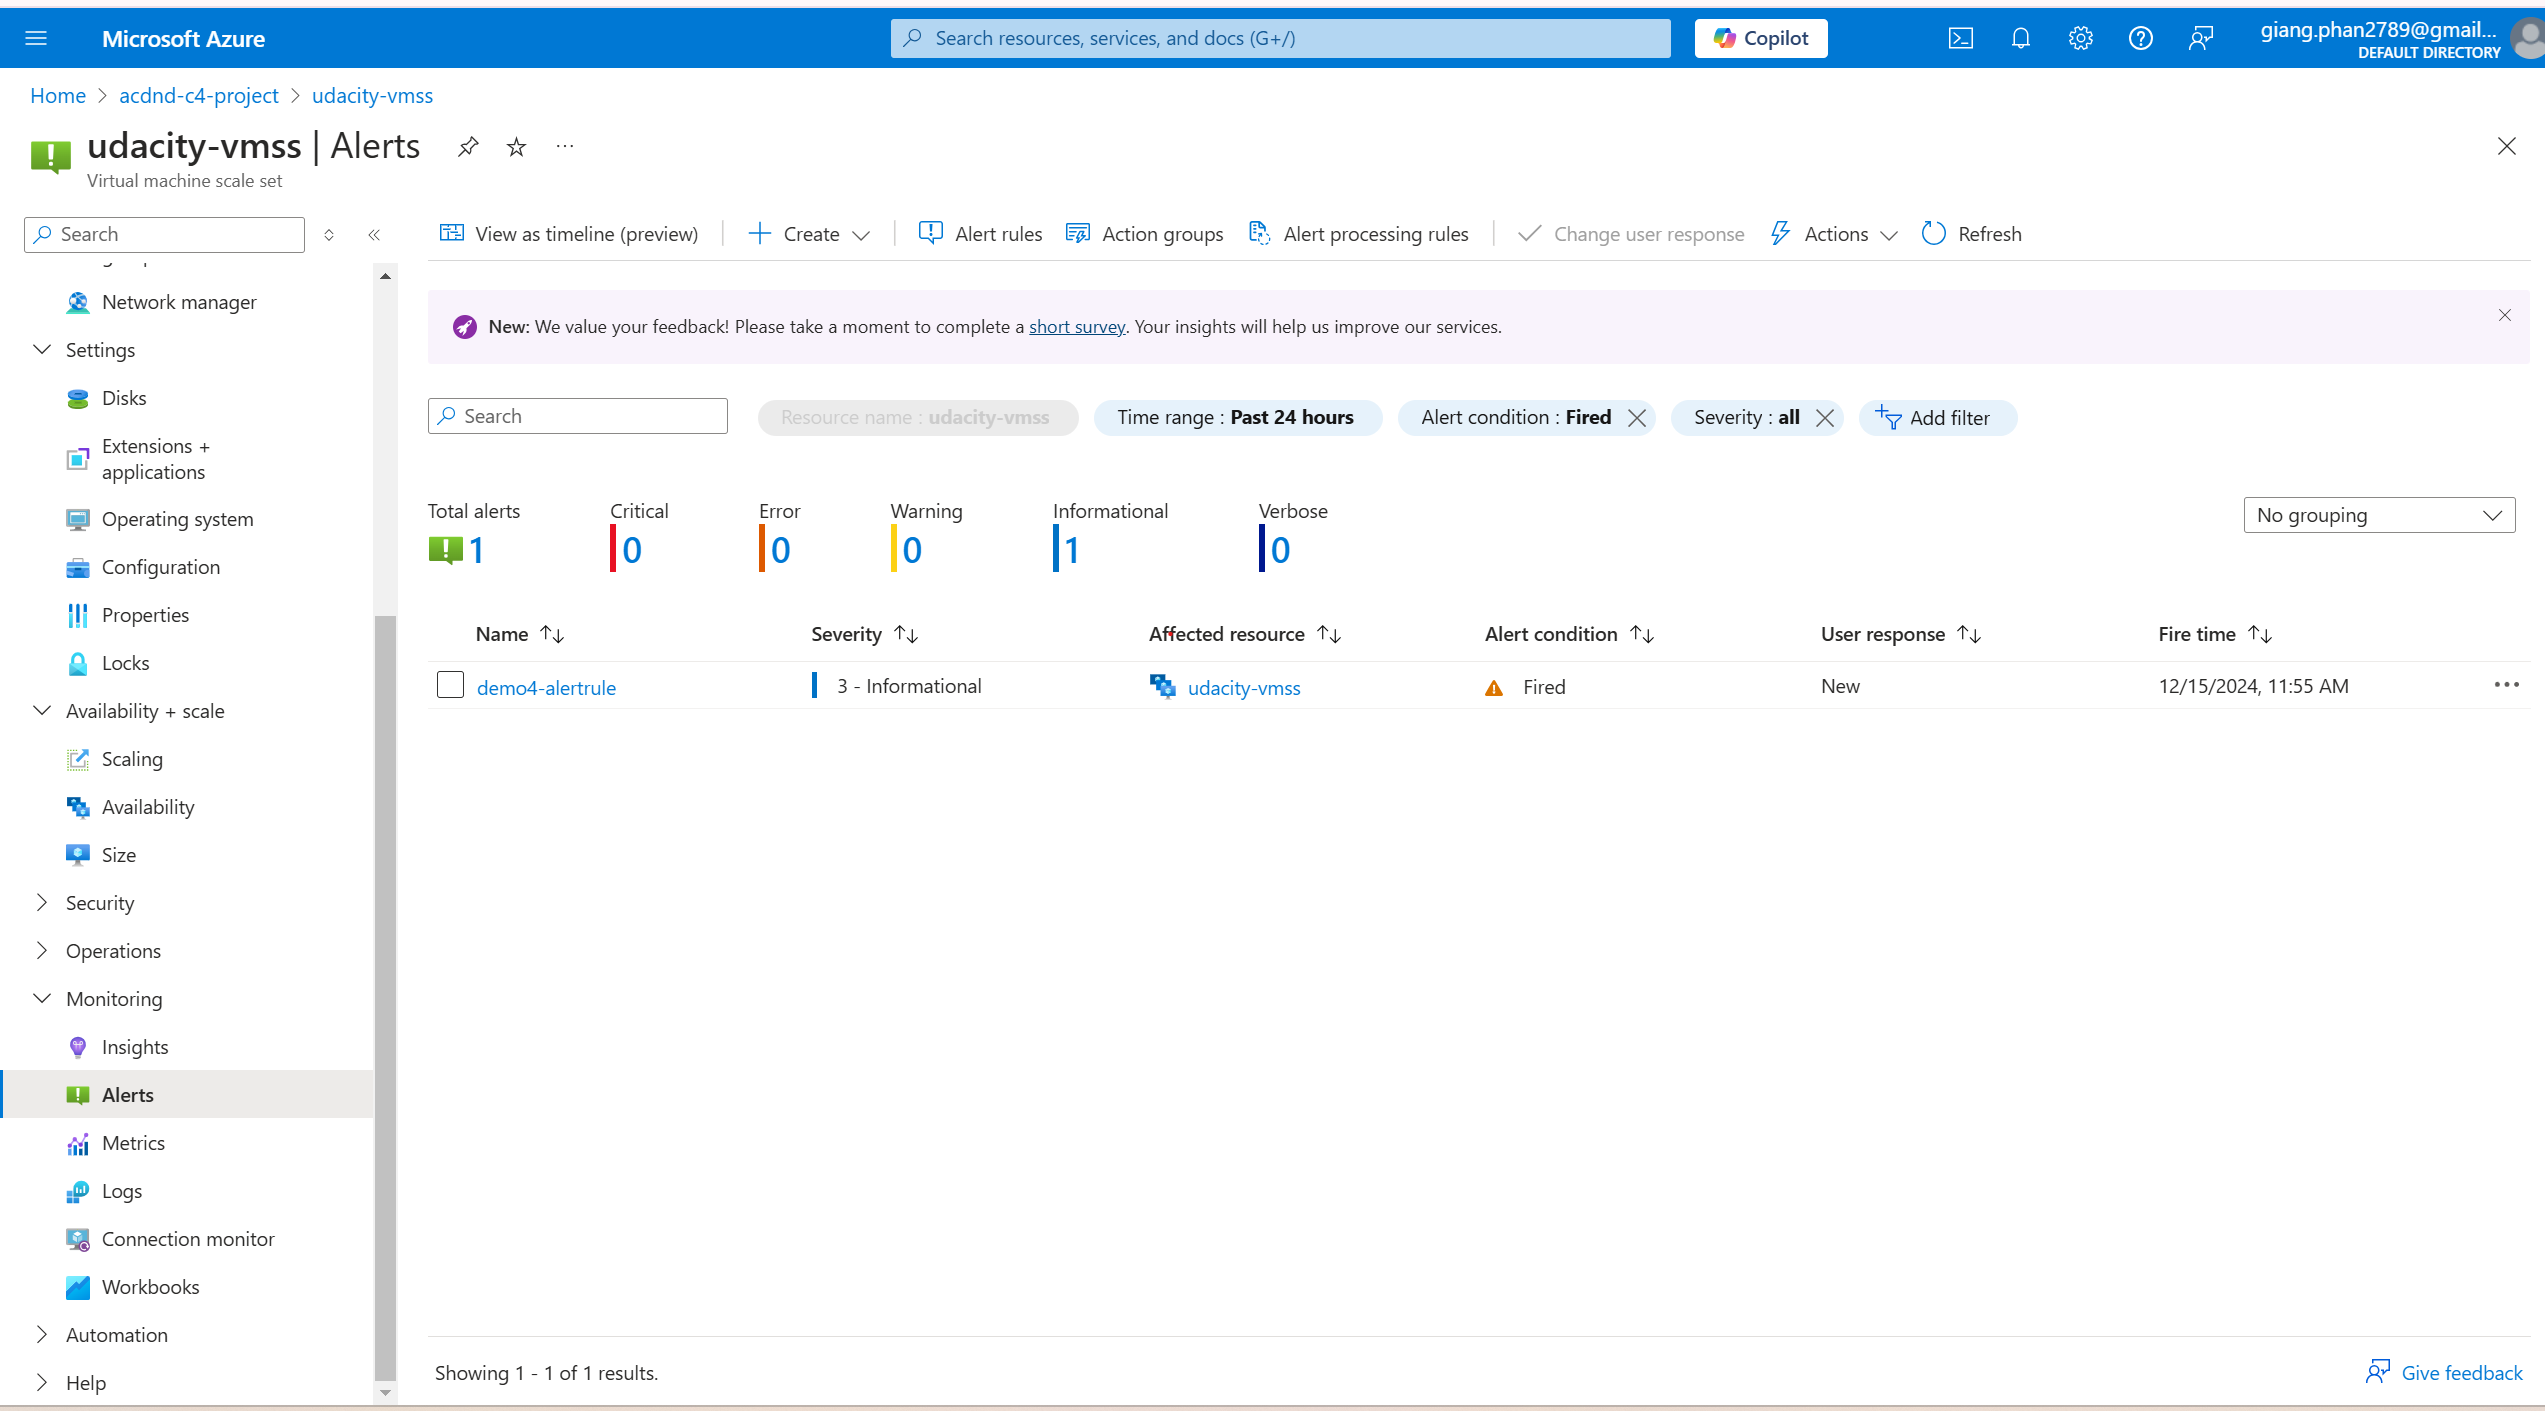 Microsoft Azure
Search resources, services, and docs (G+/)
Copilot
giang.phan2789@gmail...
DEFAULT DIRECTORY
Home > acdnd-c4-project > udacity-vmss
udacity-vmss | Alerts
Virtual machine scale set
Search
Network manager
Settings
Disks
Extensions +
applications
Operating system
Configuration
Properties
Locks
Availability + scale
Scaling
Availability
Size
Security
Operations
Monitoring
Insights
Alerts
Metrics
Logs
Connection monitor
Workbooks
Automation
Help
View as timeline (preview) Create Alert rules Action groups Alert processing rules Change user response Actions Refresh
New: We value your feedback! Please take a moment to complete a short survey. Your insights will help us improve our services.
Search Resource name : udacity-vmss Time range : Past 24 hours Alert condition : Fired Severity : all Add filter
Total alerts Critical Error Warning Informational Verbose
1 0 0 0 1 0
No grouping
Name Severity Affected resource Alert condition User response Fire time
demo4-alertrule 3 - Informational udacity-vmss Fired New 12/15/2024, 11:55 AM
Showing 1 - 1 of 1 results.
Give feedback